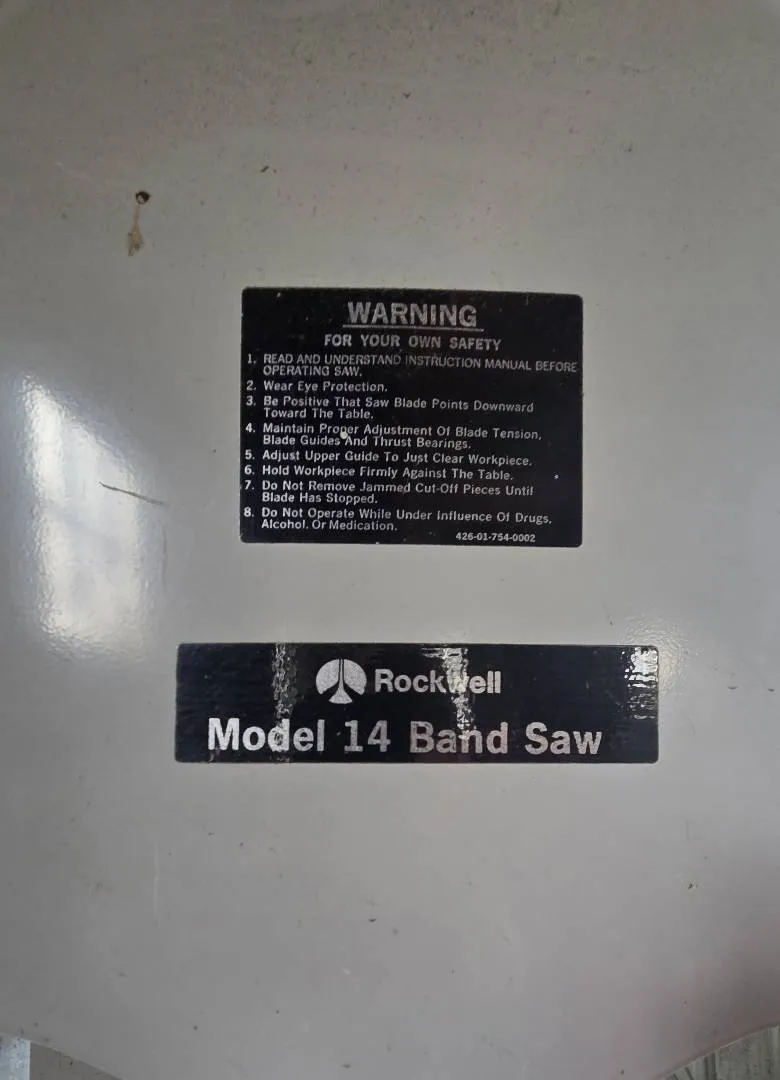 WARNING
FOR YOUR OWN SAFETY
1. READ AND UNDERSTAND INSTRUCTION MANUAL BEFORE
OPERATING SAW.
2. Wear Eye Protection.
3. Be Positive That Saw Blade Points Downward
Toward The Table.
4. Maintain Proper Adjustment Of Blade Tension,
Blade Guides And Thrust Bearings.
5. Adjust Upper Guide To Just Clear Workpiece.
6. Hold Workpiece Firmly Against The Table.
7. Do Not Remove Jammed Cut-Off Pieces Until
Blade Has Stopped.
8. Do Not Operate While Under Influence Of Drugs,
Alcohol, Or Medication.
426-01-754-0002
Rockwell
Model 14 Band Saw